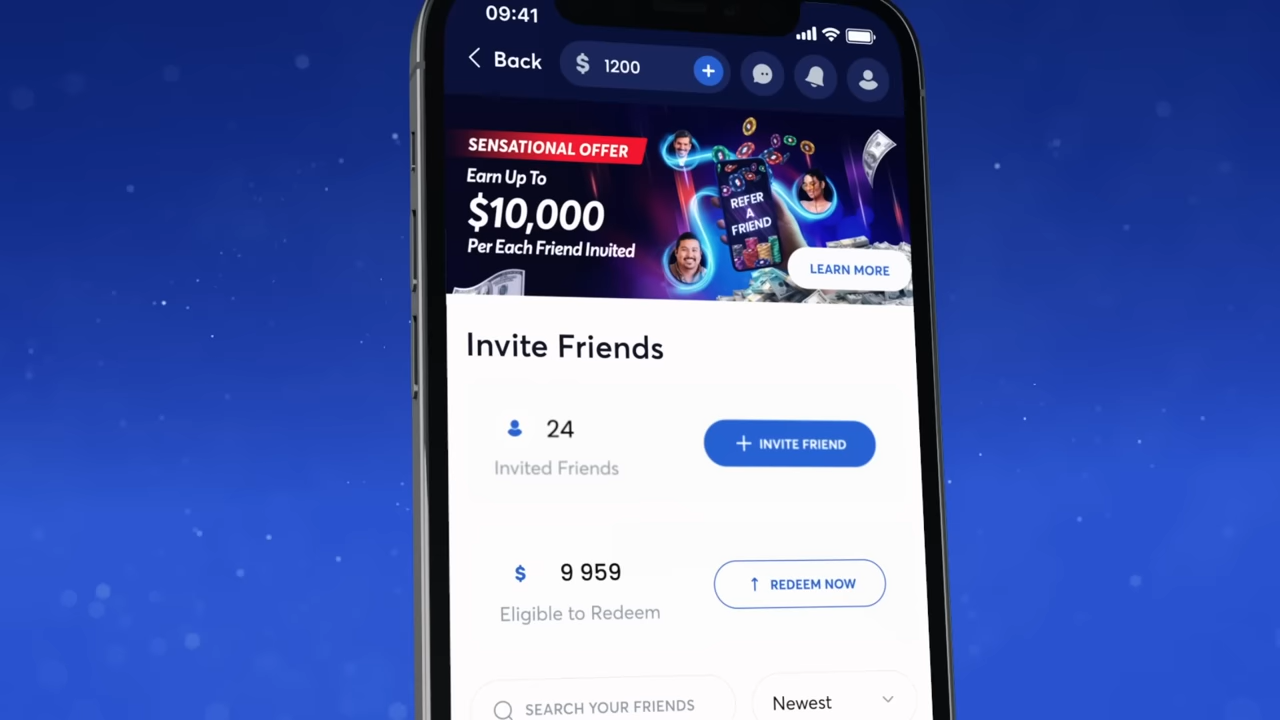 09:41
Back
$ 1200
SENSATIONAL OFFER
Earn Up To
$10,000
Per Each Friend Invited
REFER
A
FRIEND
LEARN MORE
Invite Friends
24
Invited Friends
+ INVITE FRIEND
$ 9 959
Eligible to Redeem
↑ REDEEM NOW
SEARCH YOUR FRIENDS
Newest